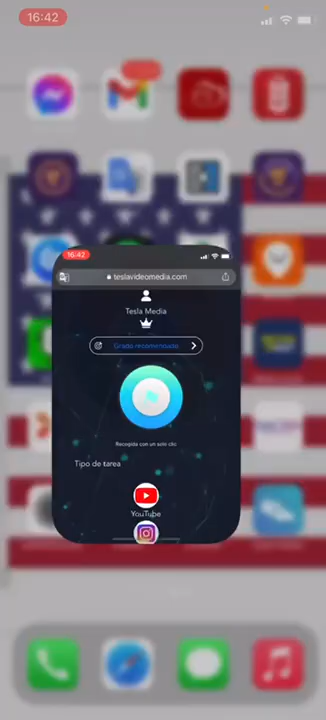 16:42
16:42
teslavideomedia.com
Tesla Media
Grado recomendado
Recogida con un solo clic
Tipo de tarea
YouTube